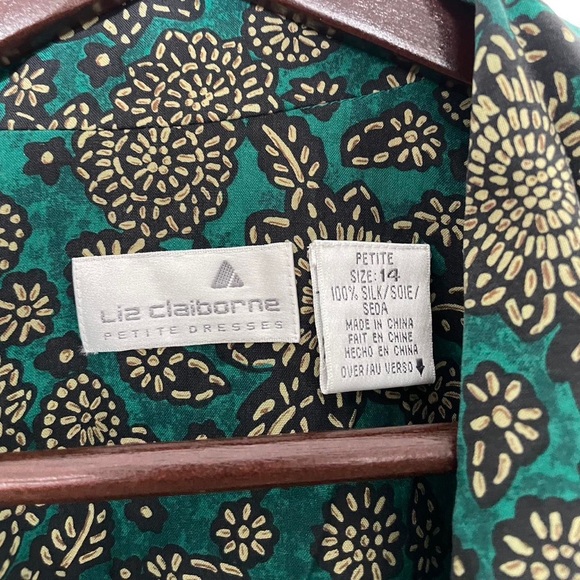 Liz claiborne
PETITE DRESSES
PETITE
SIZE: 14
100% SILK/SOIE/
SEDA
MADE IN CHINA
FAIT EN CHINE
HECHO EN CHINA
OVER/AU VERSO